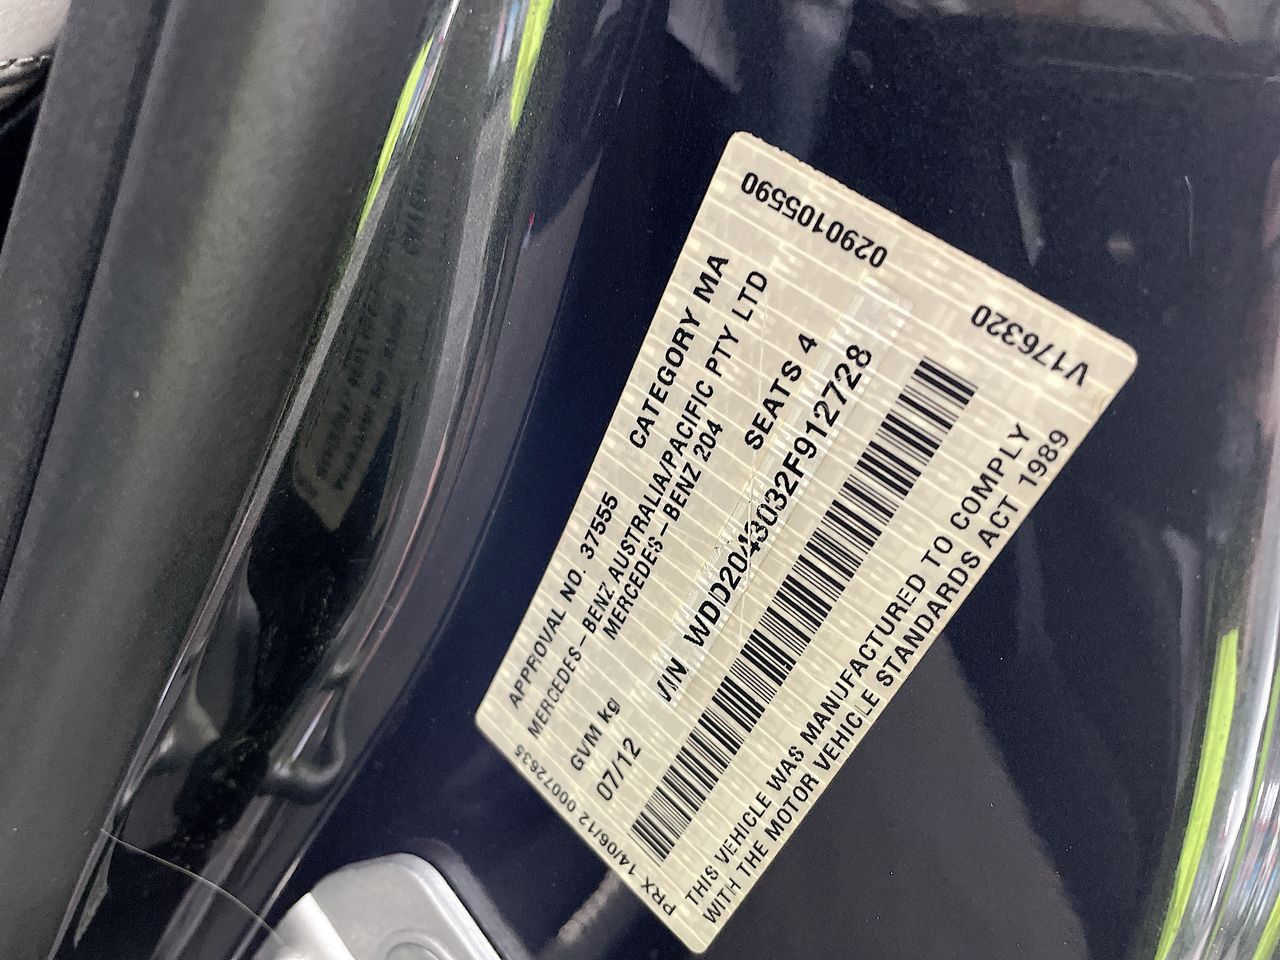 APPROVAL NO. 37555 CATEGORY MA
MERCEDES-BENZ AUSTRALIA/PACIFIC PTY LTD
MERCEDES-BENZ 204
GVM kg SEATS 4
07/12 VIN WDD2043032F912728
THIS VEHICLE WAS MANUFACTURED TO COMPLY
WITH THE MOTOR VEHICLE STANDARDS ACT 1989
PRX 14/06/12 00072635
0290105590
V176320